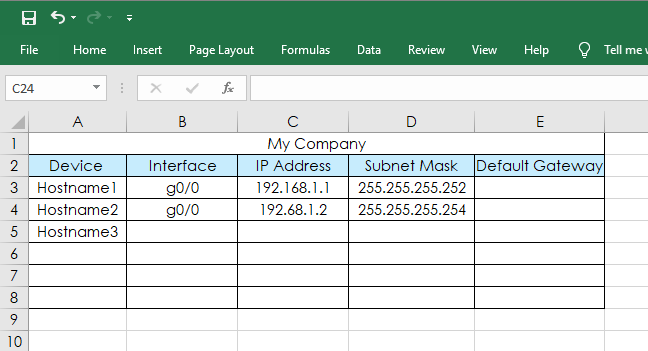 File Home Insert Page Layout Formulas Data Review View Help Tell me
C24 fx
A B C D E
1 My Company
2 Device Interface IP Address Subnet Mask Default Gateway
3 Hostname1 g0/0 192.168.1.1 255.255.255.252
4 Hostname2 g0/0 192.68.1.2 255.255.255.254
5 Hostname3
6
7
8
9
10